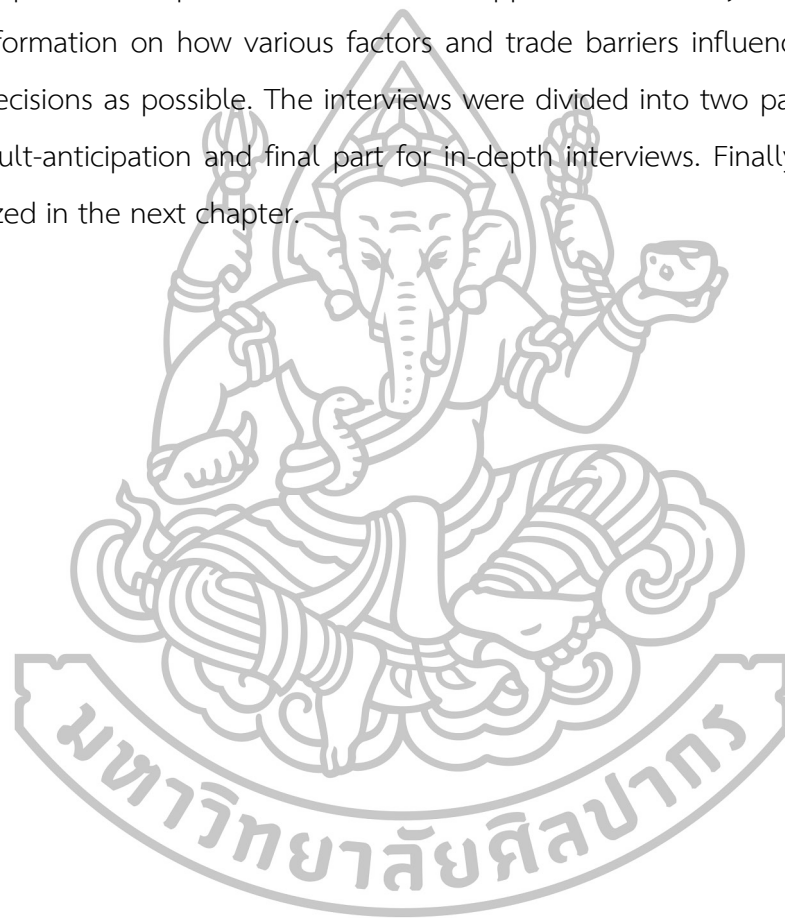 formation on how various factors and trade barriers influenc
ecisions as possible. The interviews were divided into two pa
ult-anticipation and final part for in-depth interviews. Finally
zed in the next chapter.
มหาวิทยาลัยศิลปากร